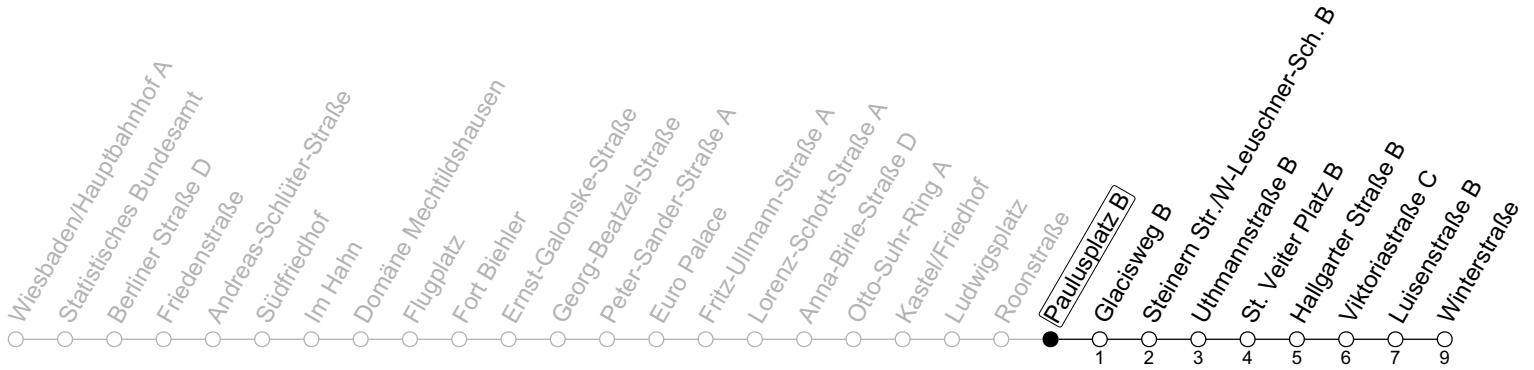 Wiesbaden/Hauptbahnhof A
Statistisches Bundesamt
Berliner Straße D
Friedenstraße
Andreas-Schlüter-Straße
Südfriedhof
Im Hahn
Domäne Mechtildshausen
Flugplatz
Fort Biehler
Ernst-Galonske-Straße
Georg-Beatzel-Straße
Peter-Sander-Straße A
Euro Palace
Fritz-Ullmann-Straße A
Lorenz-Schott-Straße A
Anna-Birle-Straße D
Otto-Suhr-Ring A
Kastel/Friedhof
Ludwigsplatz
Roonstraße
Paulusplatz B
Glacisweg B
Steinern Str./W-Leuschner-Sch. B
Uthmannstraße B
St. Veiter Platz B
Hallgarter Straße B
Viktoriastraße C
Luisenstraße B
Winterstraße
1 2 3 4 5 6 7 9